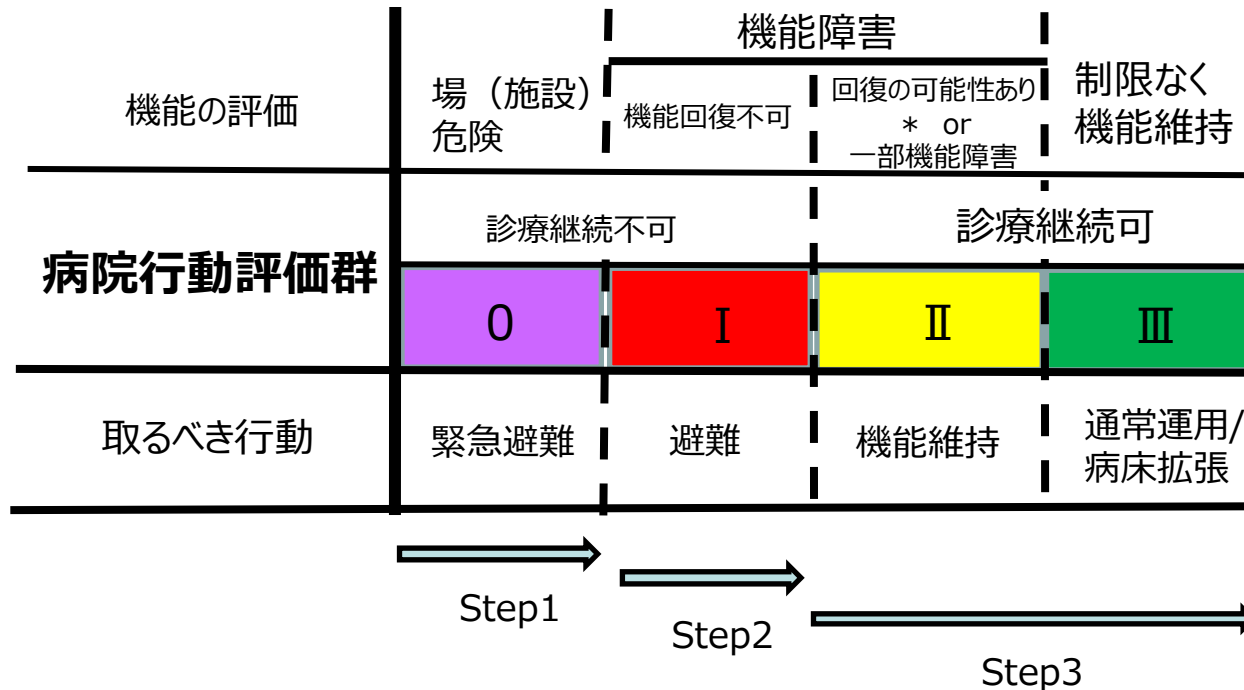 機能の評価
場（施設）
危険
機能障害
機能回復不可
回復の可能性あり
＊ or
一部機能障害
制限なく
機能維持
病院行動評価群
診療継続不可
診療継続可
0
Ⅰ
Ⅱ
Ⅲ
取るべき行動
緊急避難
避難
機能維持
通常運用/
病床拡張
Step1
Step2
Step3